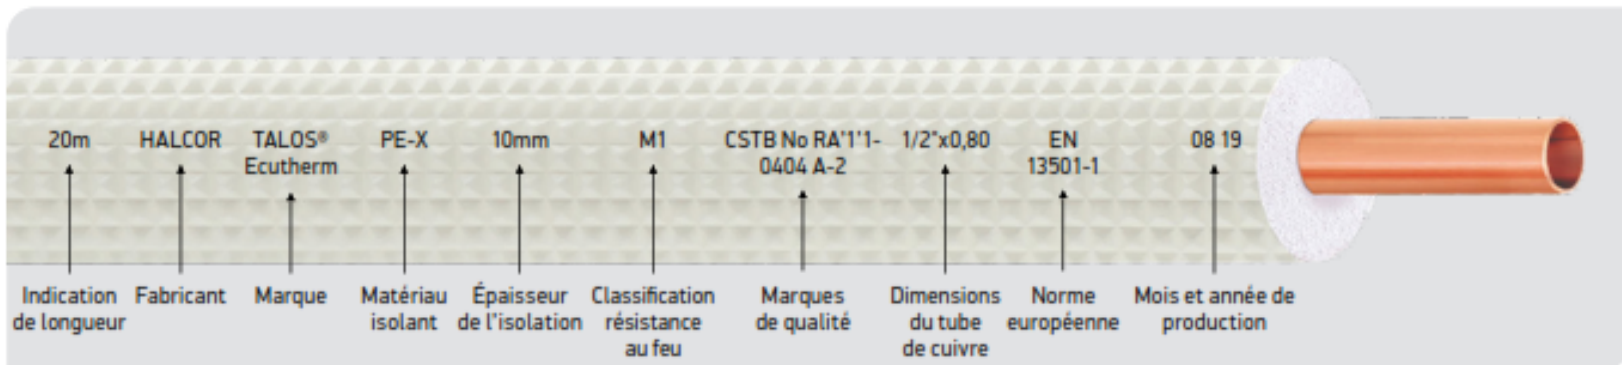 20m HALCOR TALOS® PE-X 10mm M1 CSTB No RA'1'1- 1/2"x0,80 EN 08 19
Ecutherm 0404 A-2 13501-1
Indication Fabricant Marque Matériau Épaisseur Classification Marques Dimensions Norme Mois et année de
de longueur isolant de l'isolation résistance de qualité du tube européenne production
au feu de cuivre